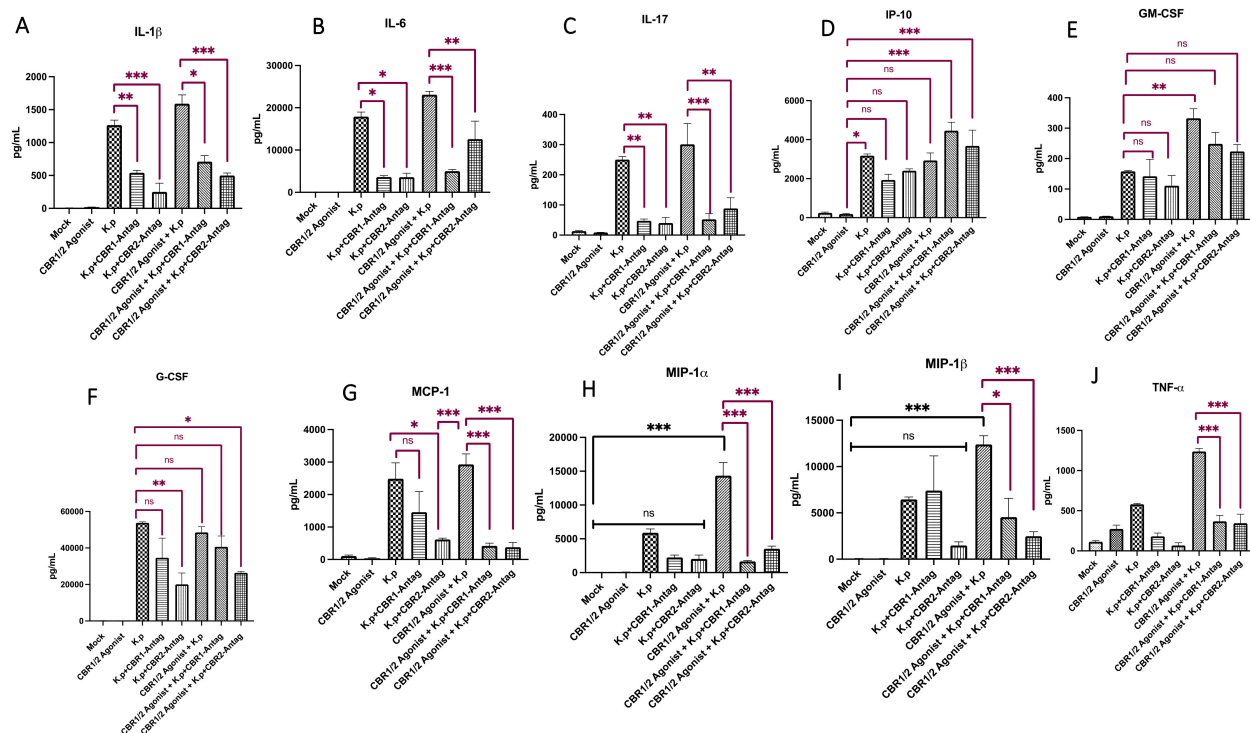 A
IL-1β
***
***
**
*
2000
1500
1000
500
0
pg/mL
Mock
CBR1/2 Agonist
K.p
K.p+CBR1-Antag
K.p+CBR2-Antag
CBR1/2 Agonist + K.p
CBR1/2 Agonist + K.p+CBR1-Antag
CBR1/2 Agonist + K.p+CBR2-Antag
B
IL-6
**
***
*
*
30000
20000
10000
0
pg/mL
Mock
CBR1/2 Agonist
K.p
K.p+CBR1-Antag
K.p+CBR2-Antag
CBR1/2 Agonist + K.p
CBR1/2 Agonist + K.p+CBR1-Antag
CBR1/2 Agonist + K.p+CBR2-Antag
C
IL-17
**
***
**
**
400
300
200
100
0
pg/mL
Mock
CBR1/2 Agonist
K.p
K.p+CBR1-Antag
K.p+CBR2-Antag
CBR1/2 Agonist + K.p
CBR1/2 Agonist + K.p+CBR1-Antag
CBR1/2 Agonist + K.p+CBR2-Antag
D
IP-10
***
***
ns
ns
ns
*
6000
4000
2000
0
pg/mL
Mock
CBR1/2 Agonist
K.p
K.p+CBR1-Antag
K.p+CBR2-Antag
CBR1/2 Agonist + K.p
CBR1/2 Agonist + K.p+CBR1-Antag
CBR1/2 Agonist + K.p+CBR2-Antag
E
GM-CSF
ns
ns
**
ns
ns
400
300
200
100
0
pg/mL
Mock
CBR1/2 Agonist
K.p
K.p+CBR1-Antag
K.p+CBR2-Antag
CBR1/2 Agonist + K.p
CBR1/2 Agonist + K.p+CBR1-Antag
CBR1/2 Agonist + K.p+CBR2-Antag
F
G-CSF
*
ns
ns
**
ns
60000
40000
20000
0
pg/mL
Mock
CBR1/2 Agonist
K.p
K.p+CBR1-Antag
K.p+CBR2-Antag
CBR1/2 Agonist + K.p
CBR1/2 Agonist + K.p+CBR1-Antag
CBR1/2 Agonist + K.p+CBR2-Antag
G
MCP-1
*
***
***
ns
***
4000
3000
2000
1000
0
pg/mL
Mock
CBR1/2 Agonist
K.p
K.p+CBR1-Antag
K.p+CBR2-Antag
CBR1/2 Agonist + K.p
CBR1/2 Agonist + K.p+CBR1-Antag
CBR1/2 Agonist + K.p+CBR2-Antag
H
MIP-1α
***
***
***
ns
20000
15000
10000
5000
0
pg/mL
Mock
CBR1/2 Agonist
K.p
K.p+CBR1-Antag
K.p+CBR2-Antag
CBR1/2 Agonist + K.p
CBR1/2 Agonist + K.p+CBR1-Antag
CBR1/2 Agonist + K.p+CBR2-Antag
I
MIP-1β
***
*
***
ns
15000
10000
5000
0
pg/mL
Mock
CBR1/2 Agonist
K.p
K.p+CBR1-Antag
K.p+CBR2-Antag
CBR1/2 Agonist + K.p
CBR1/2 Agonist + K.p+CBR1-Antag
CBR1/2 Agonist + K.p+CBR2-Antag
J
TNF-α
***
***
1500
1000
500
0
pg/mL
Mock
CBR1/2 Agonist
K.p
K.p+CBR1-Antag
K.p+CBR2-Antag
CBR1/2 Agonist + K.p
CBR1/2 Agonist + K.p+CBR1-Antag
CBR1/2 Agonist + K.p+CBR2-Antag